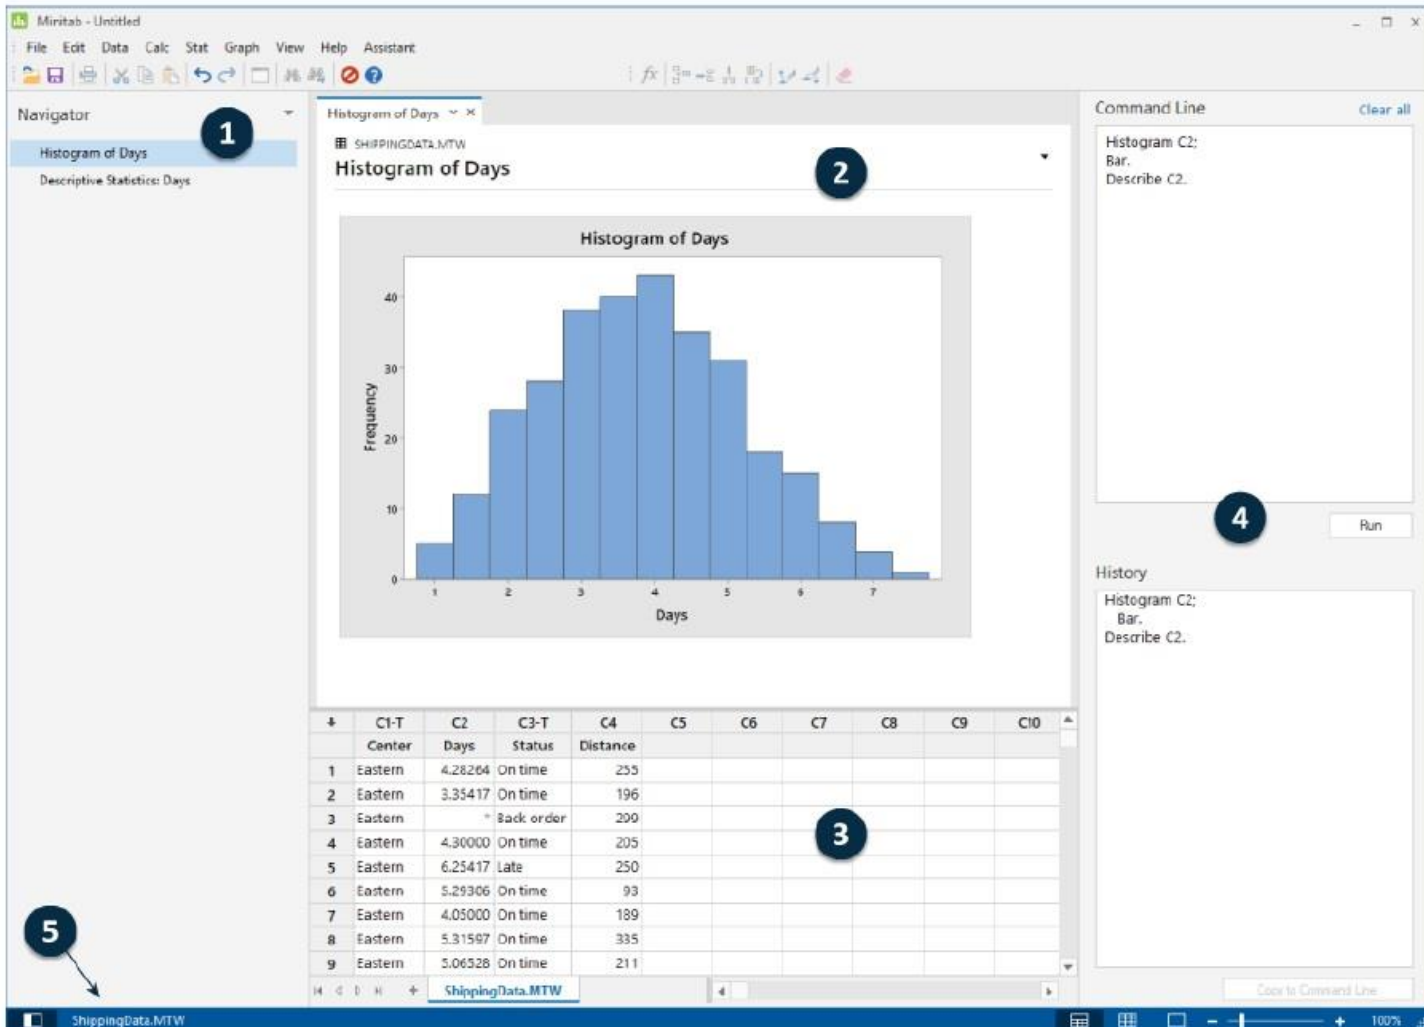 Minitab - Untitled
File Edit Data Calc Stat Graph View Help Assistant
fx
Navigator
1
Histogram of Days
Descriptive Statistics: Days
Histogram of Days
SHIPPINGDATA.MTW
Histogram of Days
2
Histogram of Days
Frequency
40
30
20
10
0
1 2 3 4 5 6 7
Days
C1-T C2 C3-T C4 C5 C6 C7 C8 C9 C10
Center Days Status Distance
1 Eastern 4.28264 On time 255
2 Eastern 3.35417 On time 196
3 Eastern * Back order 299
4 Eastern 4.30000 On time 205
5 Eastern 6.25417 Late 250
6 Eastern 5.29306 On time 93
7 Eastern 4.05000 On time 189
8 Eastern 5.31597 On time 335
9 Eastern 5.06528 On time 211
3
ShippingData.MTW
Command Line Clear all
Histogram C2;
Bar.
Describe C2.
4
Run
History
Histogram C2;
Bar.
Describe C2.
Copy to Command Line
5
ShippingData.MTW
100%